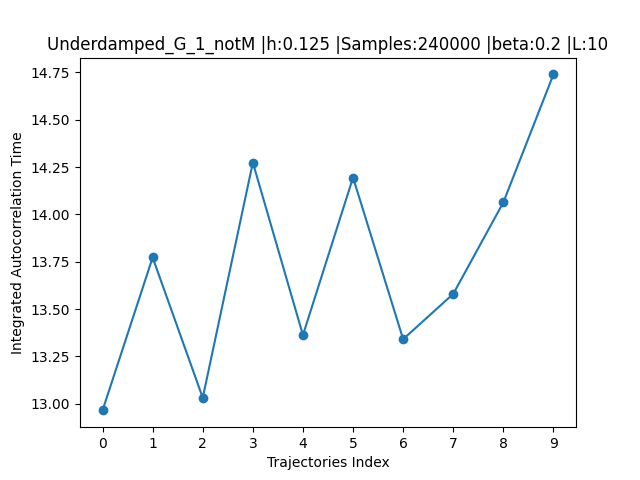 Underdamped_G_1_notM |h:0.125 |Samples:240000 |beta:0.2 |L:10
Integrated Autocorrelation Time
14.75
14.50
14.25
14.00
13.75
13.50
13.25
13.00
0 1 2 3 4 5 6 7 8 9
Trajectories Index